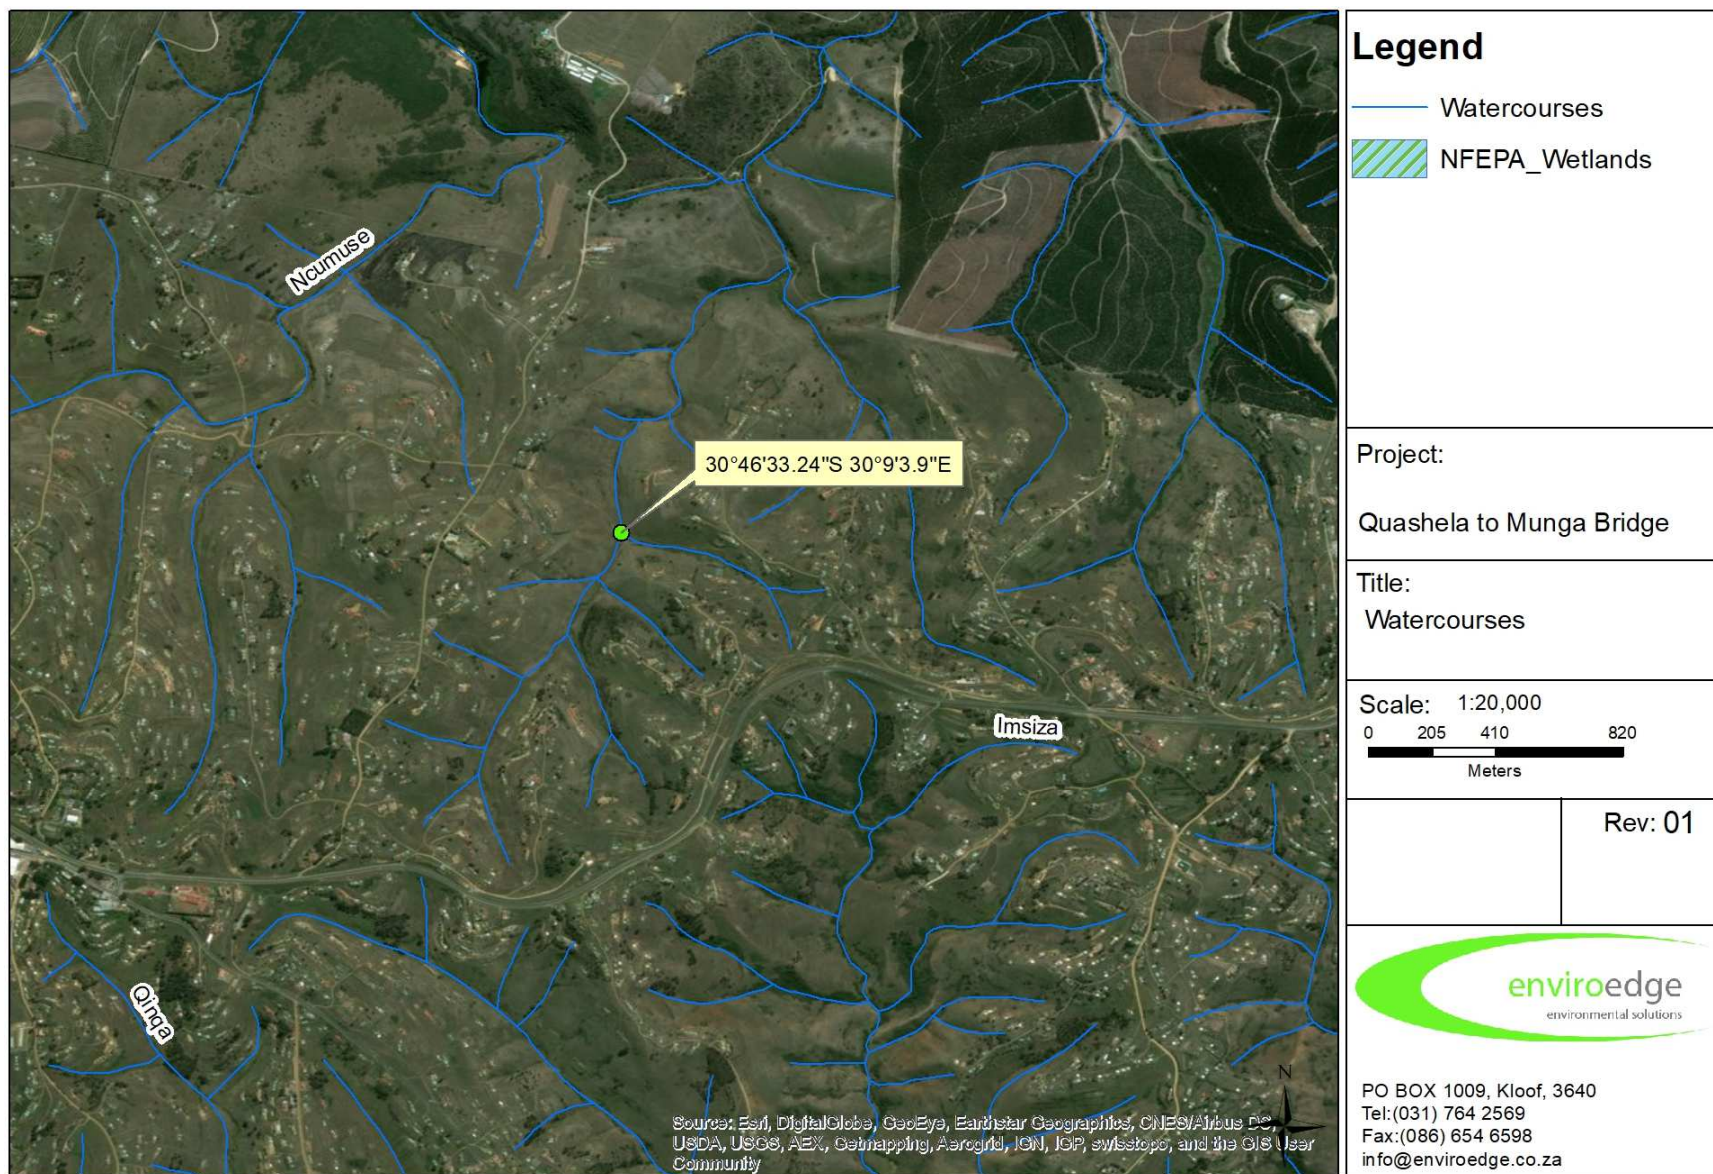 Ncumuse
30°46'33.24"S 30°9'3.9"E
Imsiza
Qinqa
N
Source: Esri, DigitalGlobe, GeoEye, Earthstar Geographics, CNES/Airbus DS,
USDA, USGS, AEX, Getmapping, Aerogrid, IGN, IGP, swisstopo, and the GIS User
Community
Legend
Watercourses
NFEPA_Wetlands
Project:
Quashela to Munga Bridge
Title:
Watercourses
Scale: 1:20,000
0 205 410 820
Meters
Rev: 01
enviroedge
environmental solutions
PO BOX 1009, Kloof, 3640
Tel:(031) 764 2569
Fax:(086) 654 6598
info@enviroedge.co.za